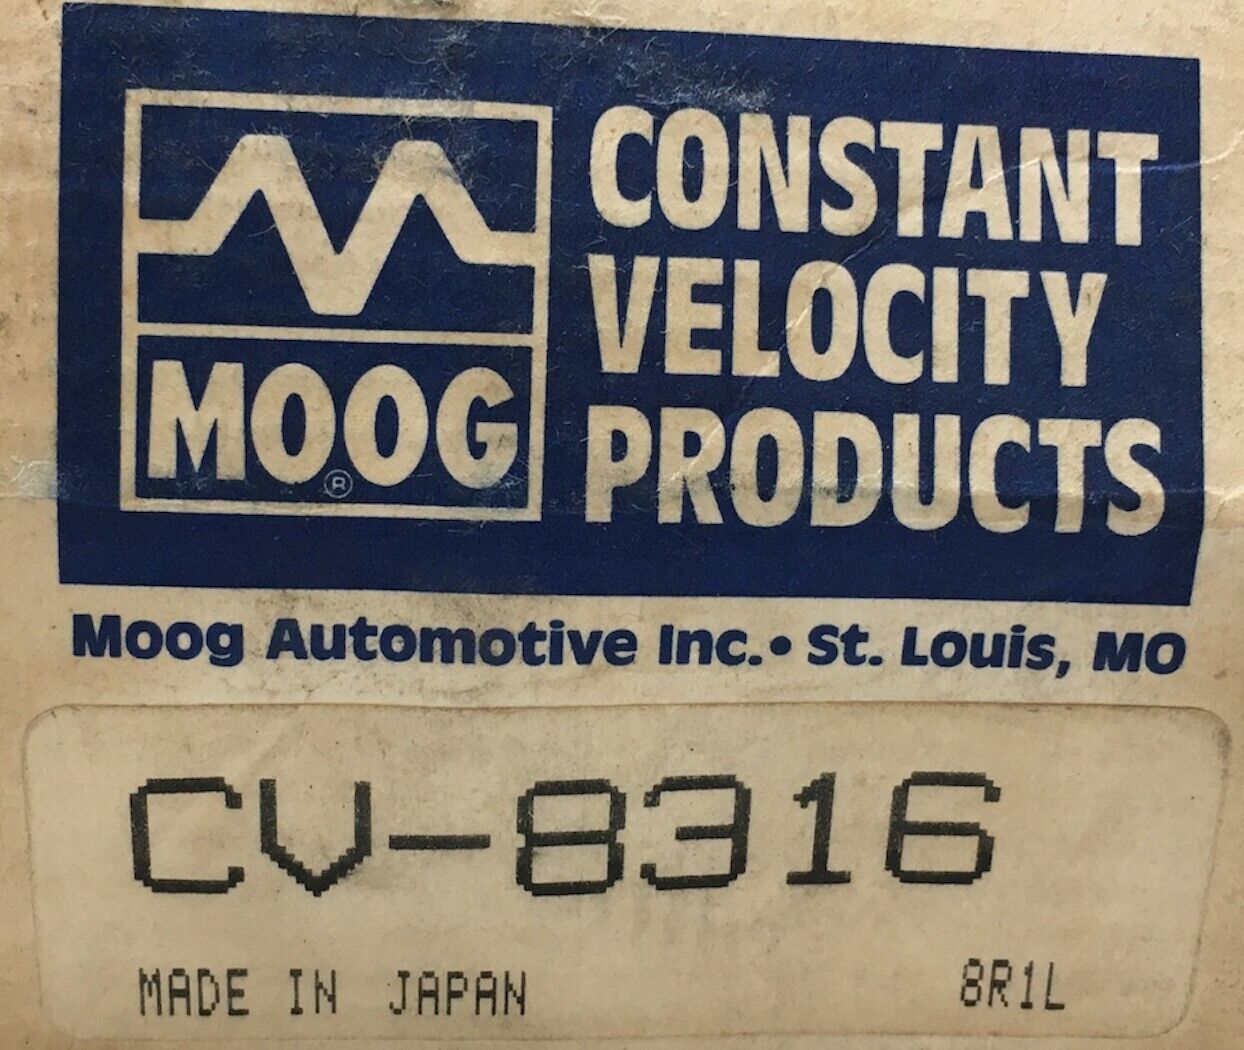 MOOG®
CONSTANT
VELOCITY
PRODUCTS
Moog Automotive Inc. • St. Louis, MO
CV-8316
MADE IN JAPAN
8R1L